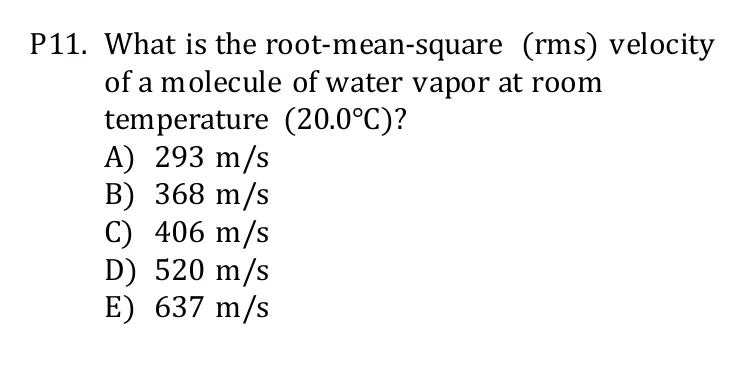 P11. What is the root-mean-square (rms) velocity
of a molecule of water vapor at room
temperature (20.0°C)?
A) 293 m/s
B) 368 m/s
C) 406 m/s
D) 520 m/s
E) 637 m/s